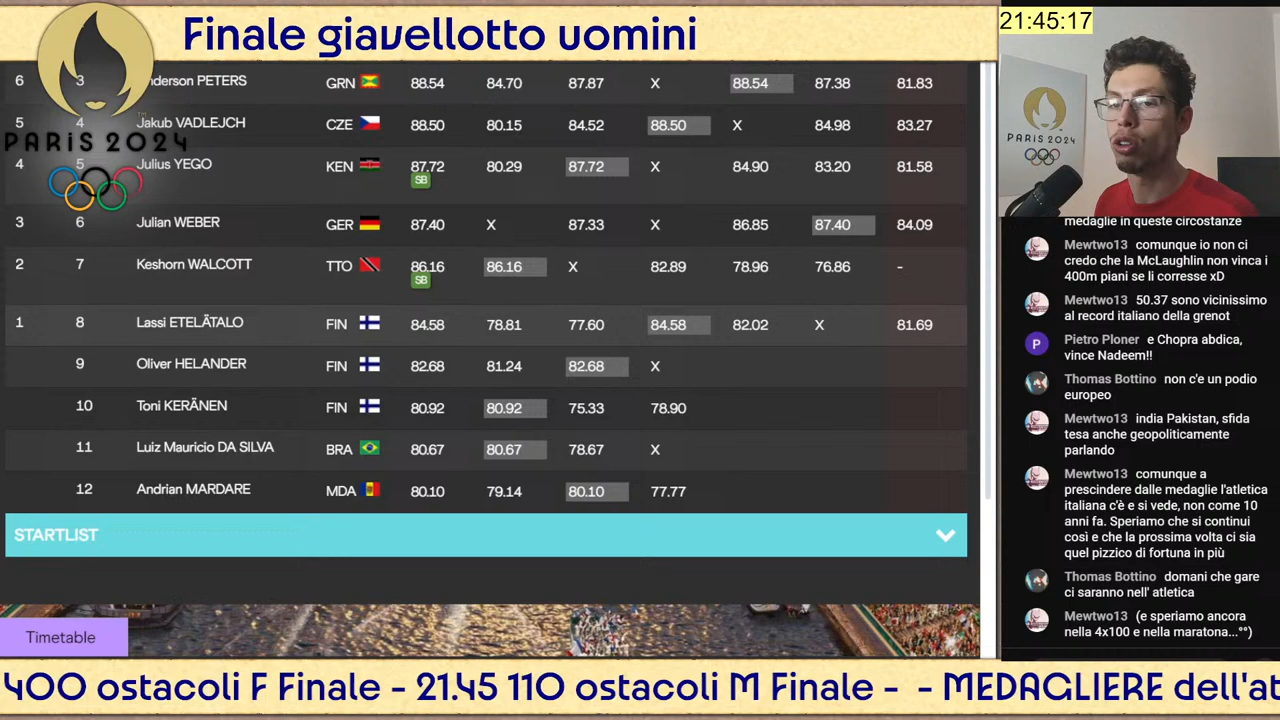 Finale giavellotto uomini
21:45:17
PARIS 2024
PARIS 2024
6 3 nderson PETERS GRN 88.54 84.70 87.87 X 88.54 87.38 81.83
5 4 Jakub VADLEJCH CZE 88.50 80.15 84.52 88.50 X 84.98 83.27
4 5 Julius YEGO KEN 87.72 80.29 87.72 X 84.90 83.20 81.58
SB
3 6 Julian WEBER GER 87.40 X 87.33 X 86.85 87.40 84.09
2 7 Keshorn WALCOTT TTO 86.16 86.16 X 82.89 78.96 76.86 -
SB
1 8 Lassi ETELÄTALO FIN 84.58 78.81 77.60 84.58 82.02 X 81.69
9 Oliver HELANDER FIN 82.68 81.24 82.68 X
10 Toni KERÄNEN FIN 80.92 80.92 75.33 78.90
11 Luiz Mauricio DA SILVA BRA 80.67 80.67 78.67 X
12 Andrian MARDARE MDA 80.10 79.14 80.10 77.77
STARTLIST
Timetable
medaglie in queste circostanze
Mewtwo13 comunque io non ci
credo che la McLaughlin non vinca i
400m piani se li corresse xD
Mewtwo13 50.37 sono vicinissimo
al record italiano della grenot
P Pietro Ploner e Chopra abdica,
vince Nadeem!!
Thomas Bottino non c'e un podio
europeo
Mewtwo13 india Pakistan, sfida
tesa anche geopoliticamente
parlando
Mewtwo13 comunque a
prescindere dalle medaglie l'atletica
italiana c'è e si vede, non come 10
anni fa. Speriamo che si continui
così e che la prossima volta ci sia
quel pizzico di fortuna in più
Thomas Bottino domani che gare
ci saranno nell' atletica
Mewtwo13 (e speriamo ancora
nella 4x100 e nella maratona...°°)
400 ostacoli F Finale - 21.45 110 ostacoli M Finale - - MEDAGLIERE dell'at